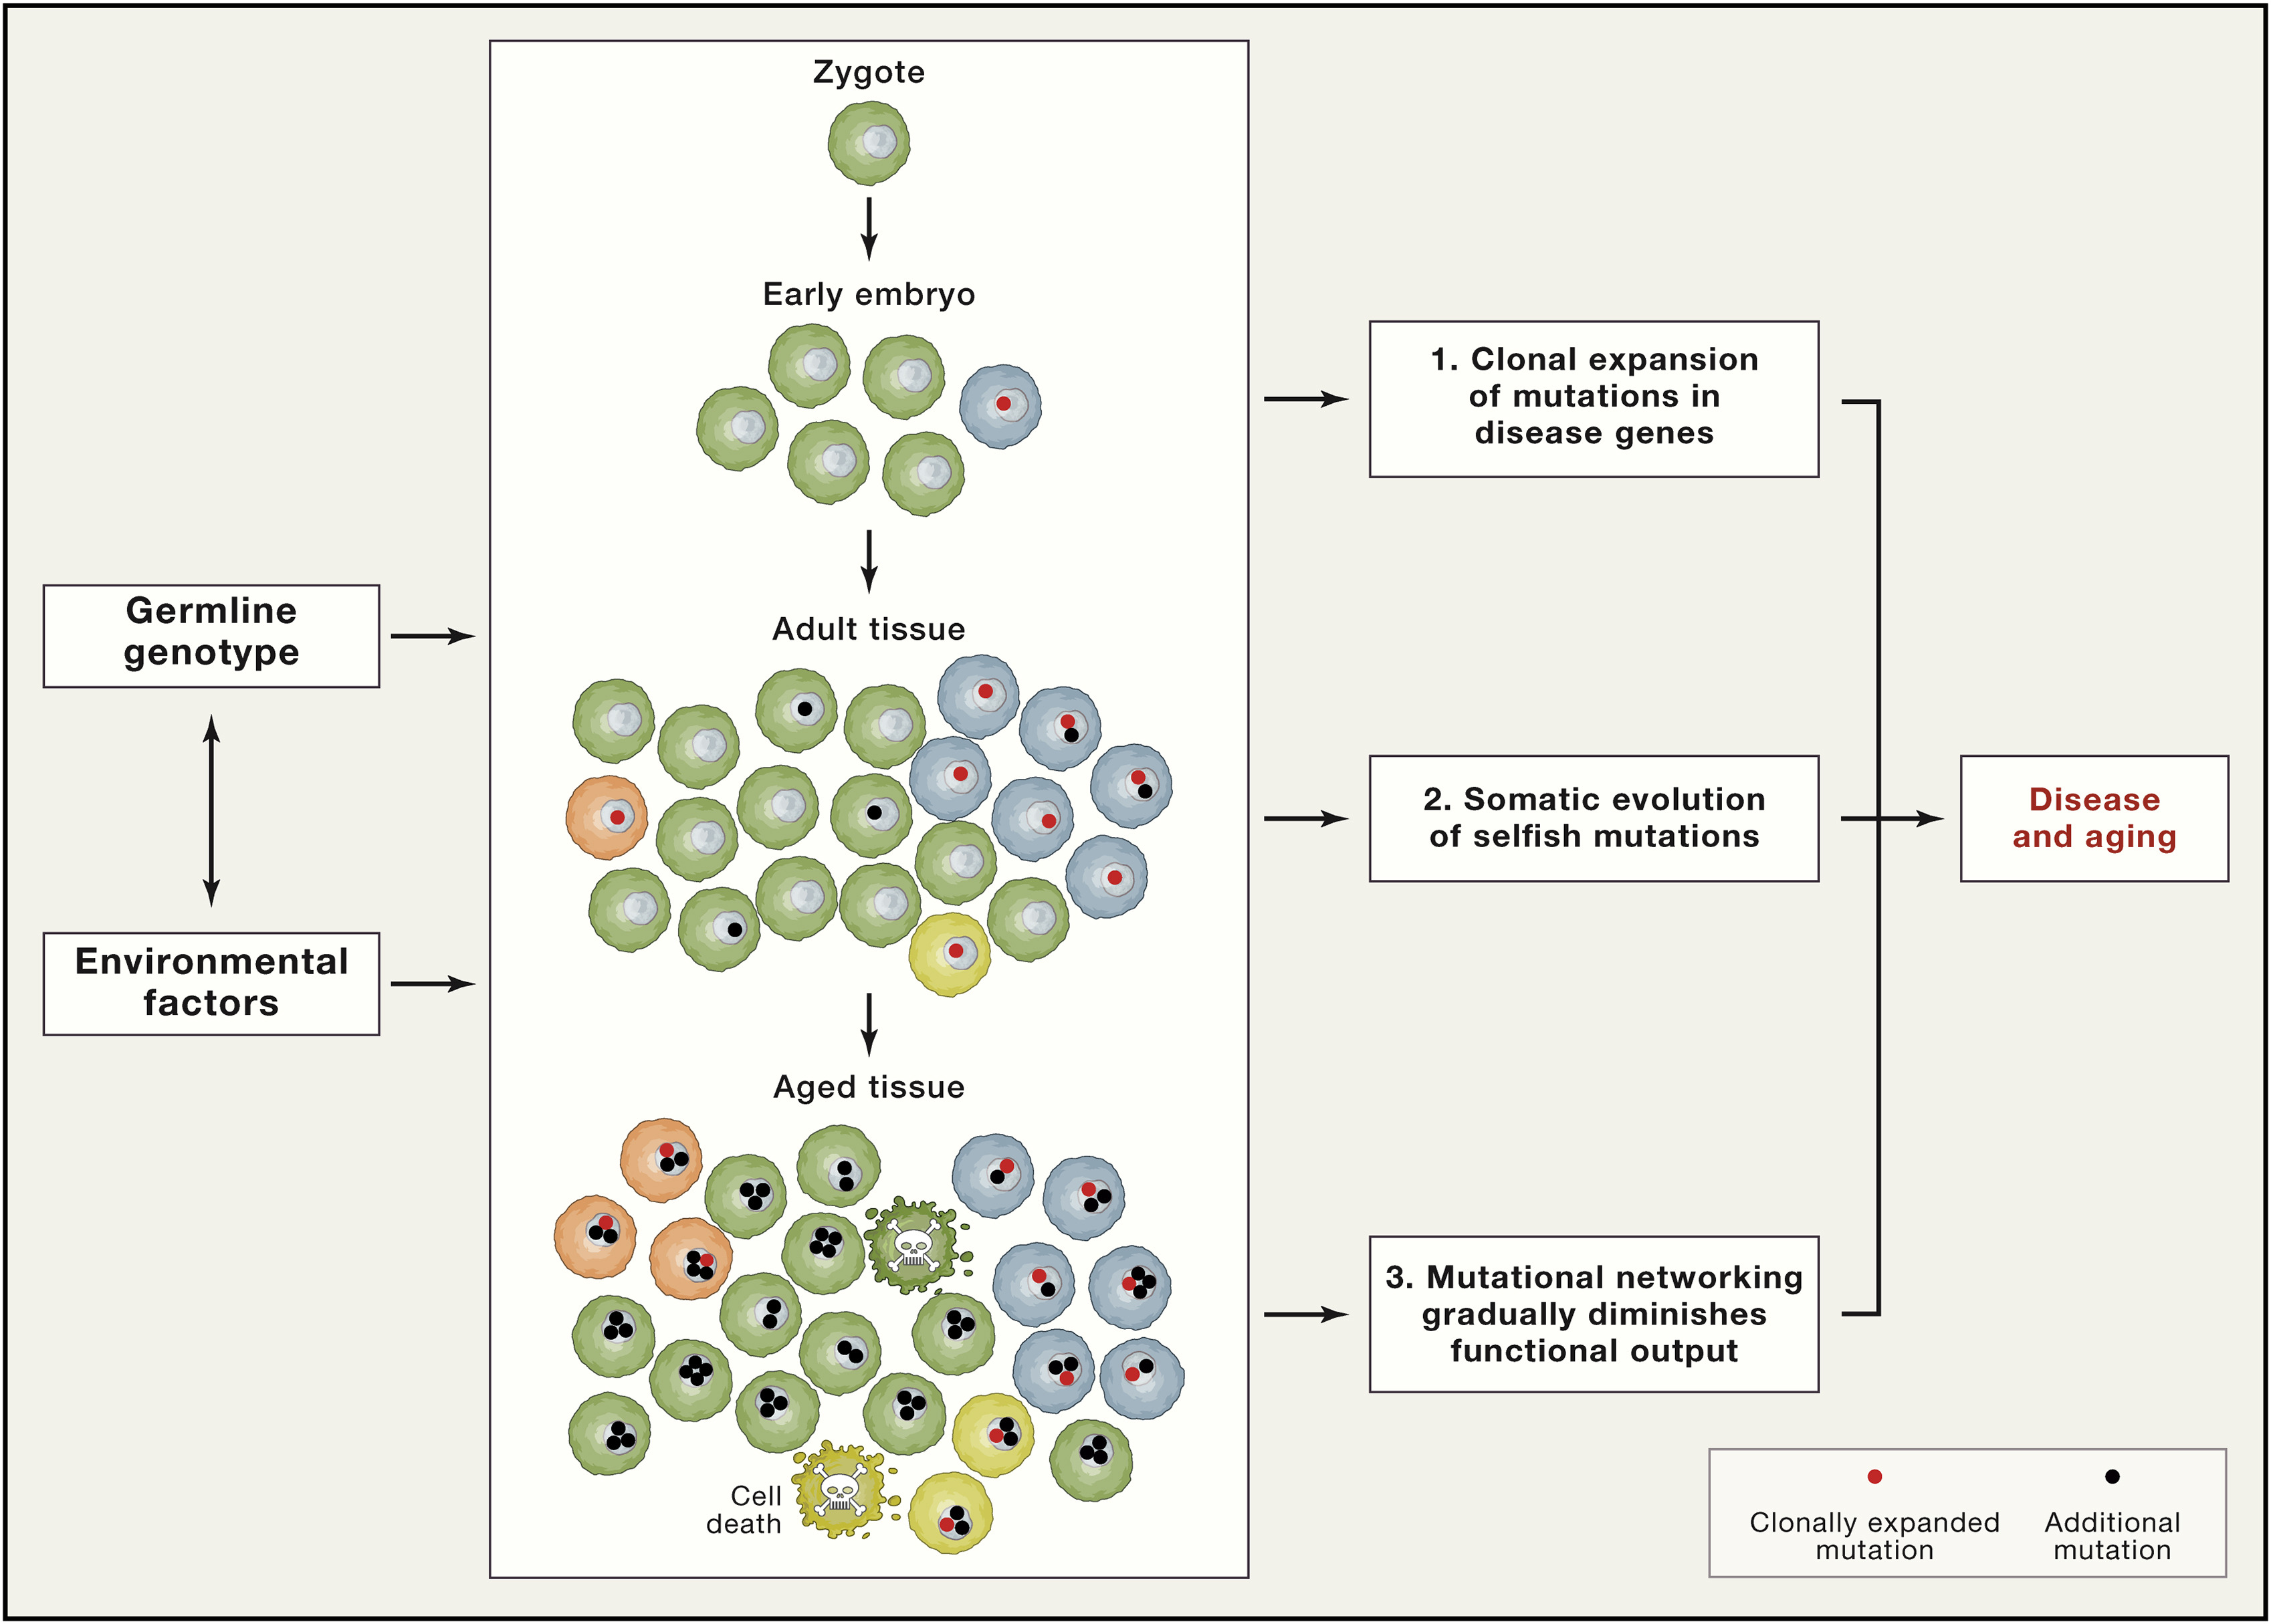 Zygote
Early embryo
Adult tissue
Aged tissue
Cell
death
Germline
genotype
Environmental
factors
1. Clonal expansion
of mutations in
disease genes
2. Somatic evolution
of selfish mutations
3. Mutational networking
gradually diminishes
functional output
Disease
and aging
Clonally expanded
mutation
Additional
mutation